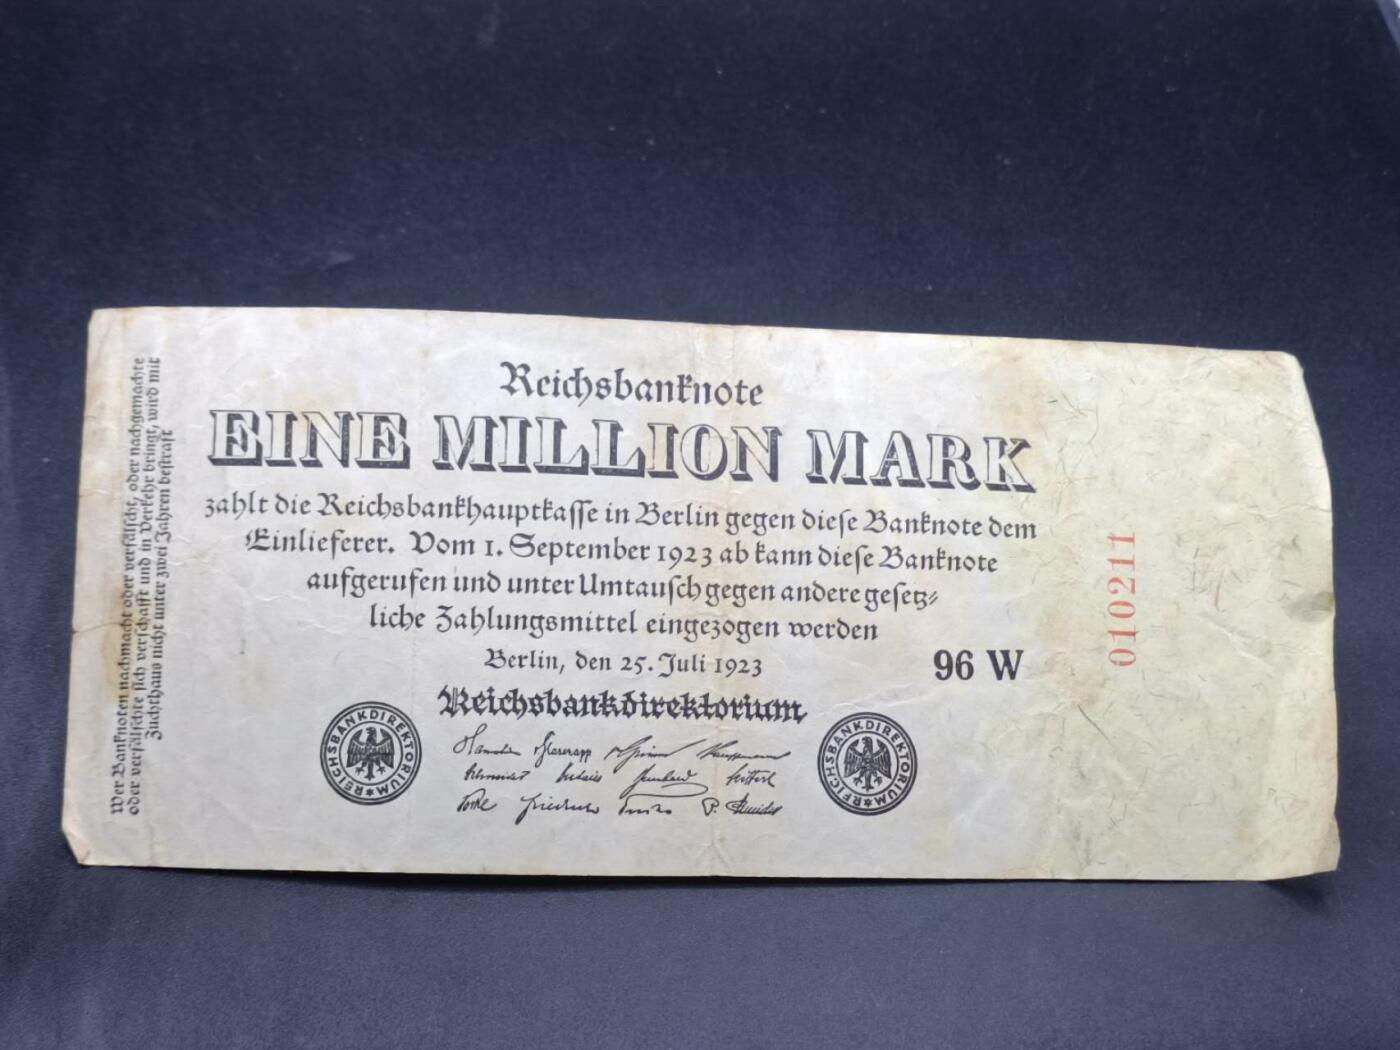 Reichsbanknote
EINE MILLION MARK
zahlt die Reichsbankhauptkasse in Berlin gegen diese Banknote dem
Einlieferer. Vom 1. September 1923 ab kann diese Banknote
aufgerufen und unter Umtausch gegen andere gesetz-
liche Zahlungsmittel eingezogen werden
Berlin, den 25. Juli 1923
96 W
Reichsbankdirektorium
REICHSBANKDIREKTORIUM
REICHSBANKDIREKTORIUM
Wer Banknoten nachmacht oder verfälscht, oder nachgemachte
oder verfälschte sich verschafft und in Verkehr bringt, wird mit
Zuchthaus nicht unter zwei Jahren bestraft
010211